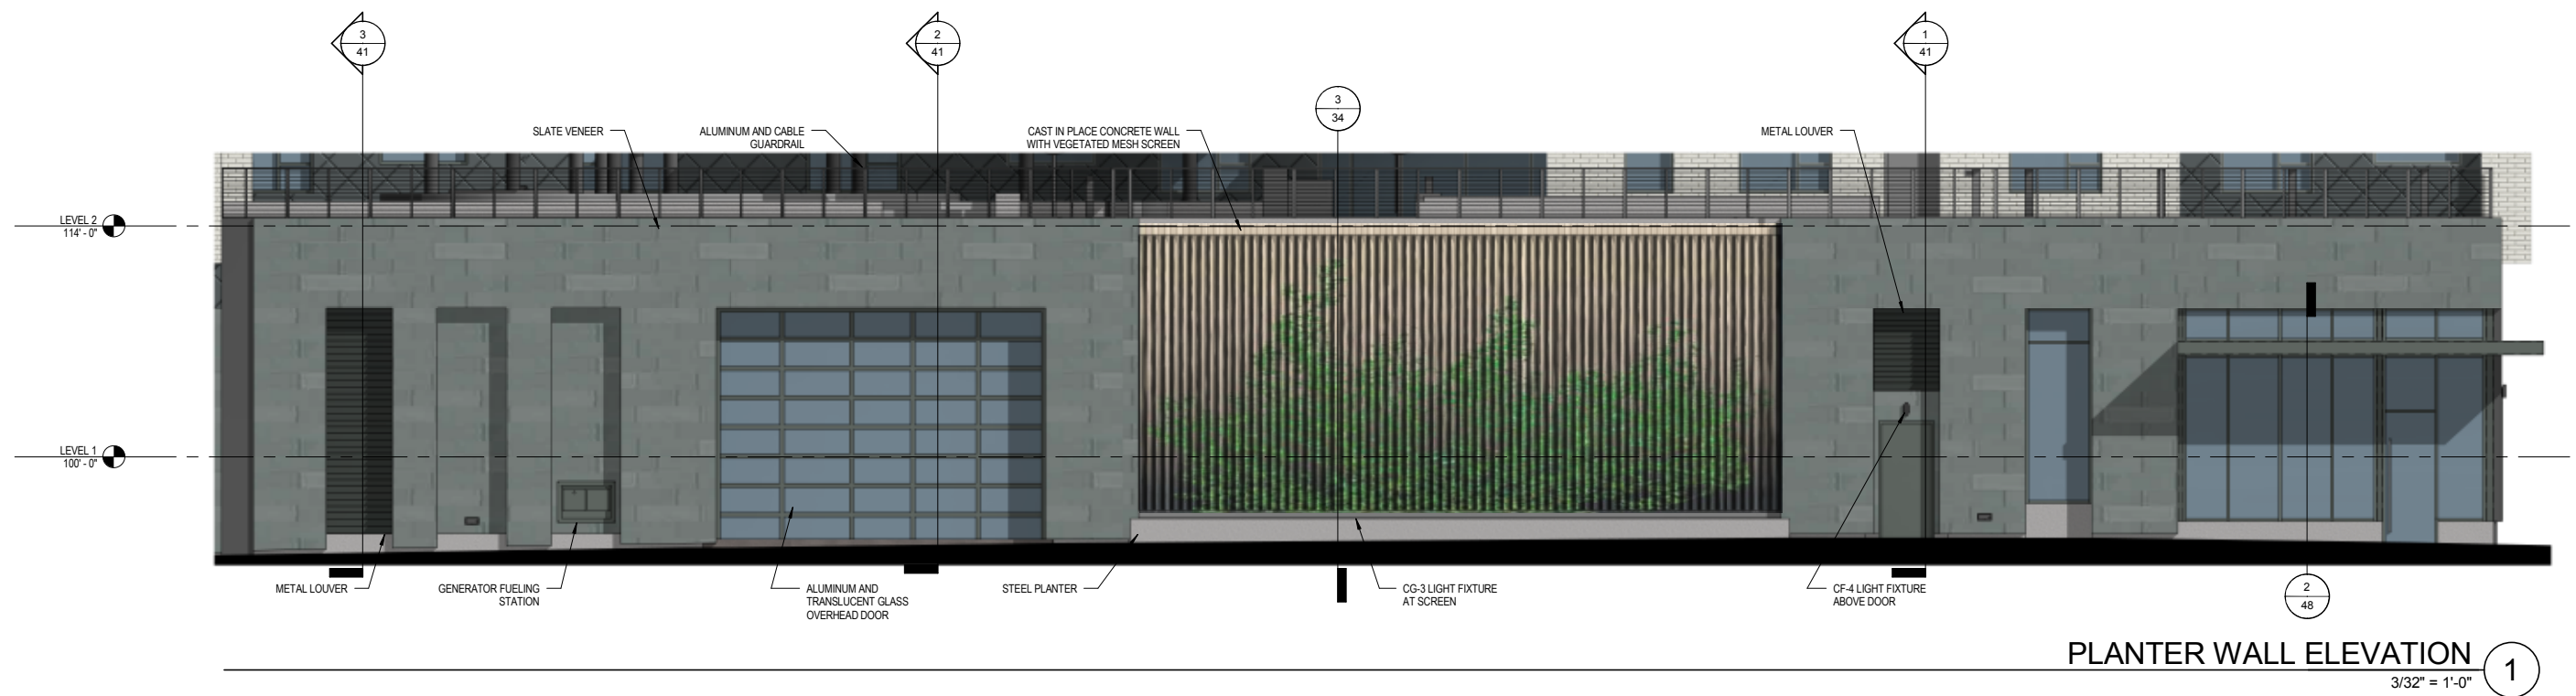 3
41
2
41
1
41
3
34
SLATE VENEER
ALUMINUM AND CABLE
GUARDRAIL
CAST IN PLACE CONCRETE WALL
WITH VEGETATED MESH SCREEN
METAL LOUVER
LEVEL 2
114' - 0"
LEVEL 1
100' - 0"
METAL LOUVER
GENERATOR FUELING
STATION
ALUMINUM AND
TRANSLUCENT GLASS
OVERHEAD DOOR
STEEL PLANTER
CG-3 LIGHT FIXTURE
AT SCREEN
CF-4 LIGHT FIXTURE
ABOVE DOOR
2
48
PLANTER WALL ELEVATION
3/32" = 1'-0"
1